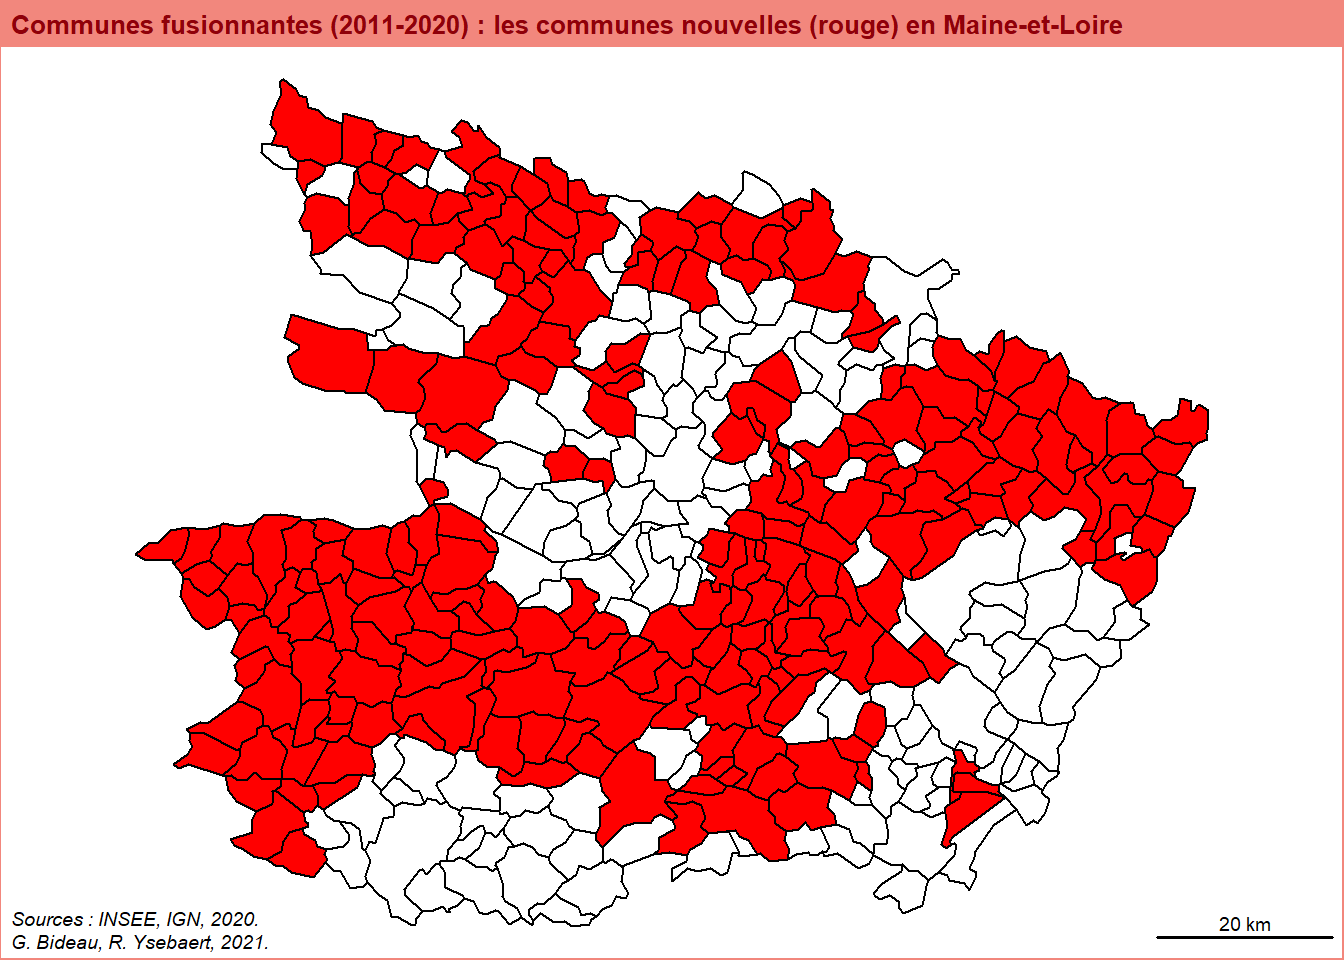 Communes fusionnantes (2011-2020) : les communes nouvelles (rouge) en Maine-et-Loire
20 km
Sources : INSEE, IGN, 2020.
G. Bideau, R. Ysebaert, 2021.